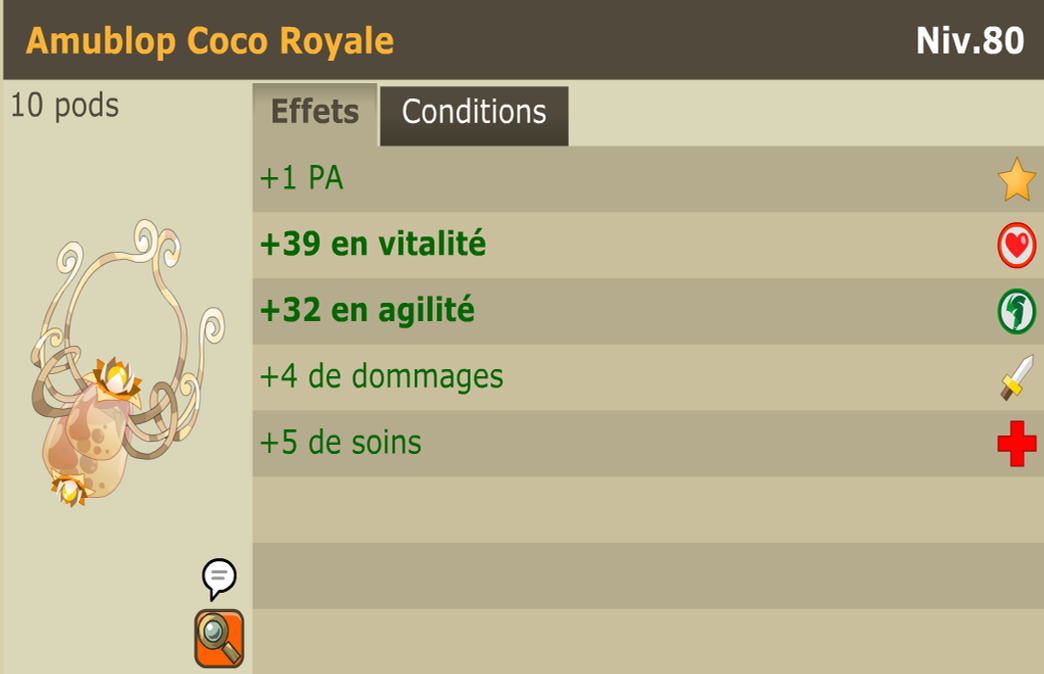 Amublop Coco Royale
Niv.80
10 pods
Effets
Conditions
+1 PA
+39 en vitalité
+32 en agilité
+4 de dommages
+5 de soins